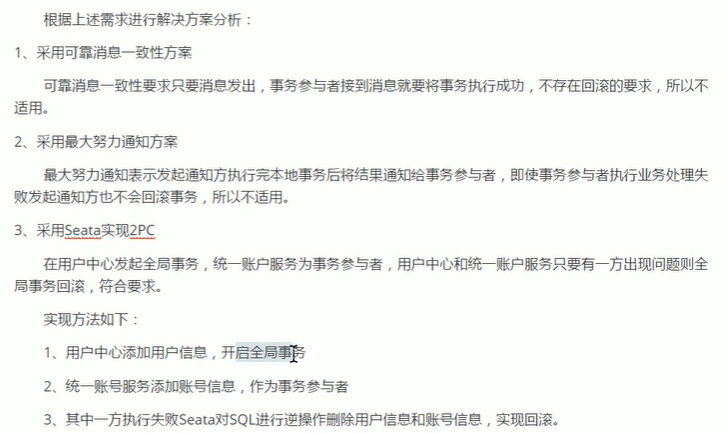 根据上述需求进行解决方案分析：
1、采用可靠消息一致性方案
可靠消息一致性要求只要消息发出，事务参与者接到消息就要将事务执行成功，不存在回滚的要求，所以不
适用。
2、采用最大努力通知方案
最大努力通知表示发起通知方执行完本地事务后将结果通知给事务参与者，即使事务参与者执行业务处理失
败发起通知方也不会回滚事务，所以不适用。
3、采用Seata实现2PC
在用户中心发起全局事务，统一账户服务为事务参与者，用户中心和统一账户服务只要有一方出现问题则全
局事务回滚，符合要求。
实现方法如下：
1、用户中心添加用户信息，开启全局事务
2、统一账号服务添加账号信息，作为事务参与者
3、其中一方执行失败Seata对SQL进行逆操作删除用户信息和账号信息，实现回滚。